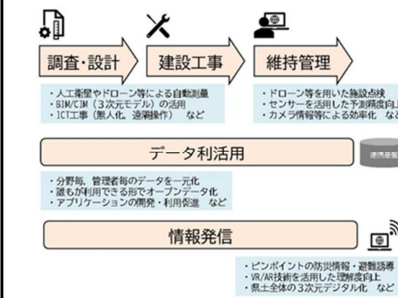 調査・設計
建設工事
維持管理
・人工衛星やドローン等による自動測量
・BIM/CIM（3次元モデル）の活用
・ICT工事（無人化、遠隔操作） など
・ドローン等を用いた施設点検
・センサーを活用した予測精度向上
・カメラ情報等による効率化 など
データ利活用
連携基盤
・分野毎、管理者毎のデータを一元化
・誰もが利用できる形でオープンデータ化
・アプリケーションの開発・利用促進 など
情報発信
・ピンポイントの防災情報・避難誘導
・VR/AR技術を活用した理解度向上
・県土全体の3次元デジタル化 など